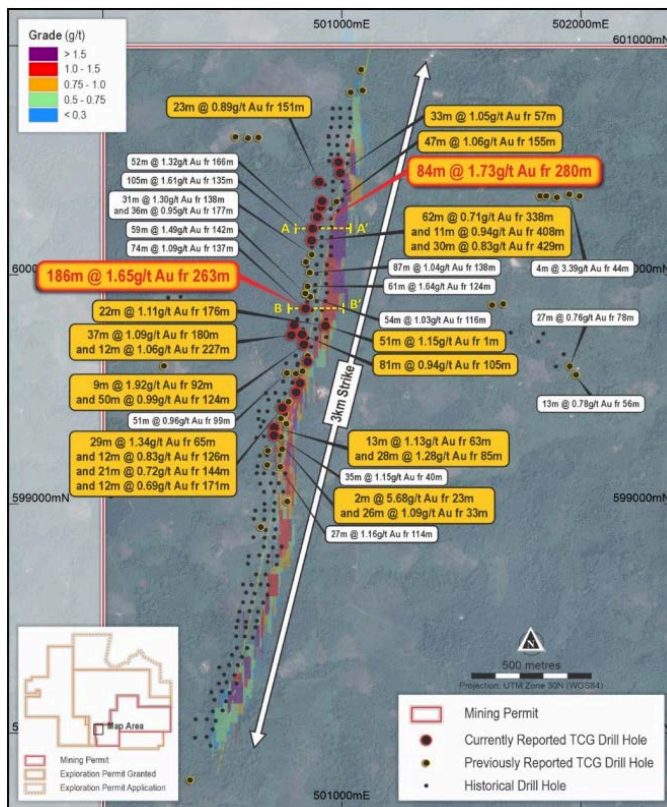 501000mE
502000mE
601000mN
Grade (g/t)
> 1.5
1.0 - 1.5
0.75 - 1.0
0.5 - 0.75
< 0.3
23m @ 0.89g/t Au fr 151m
33m @ 1.05g/t Au fr 57m
47m @ 1.06g/t Au fr 155m
84m @ 1.73g/t Au fr 280m
52m @ 1.32g/t Au fr 166m
105m @ 1.61g/t Au fr 135m
31m @ 1.30g/t Au fr 138m
and 36m @ 0.95g/t Au fr 177m
59m @ 1.49g/t Au fr 142m
74m @ 1.09g/t Au fr 137m
A
A'
62m @ 0.71g/t Au fr 338m
and 11m @ 0.94g/t Au fr 408m
and 30m @ 0.83g/t Au fr 429m
4m @ 3.39g/t Au fr 44m
87m @ 1.04g/t Au fr 138m
61m @ 1.64g/t Au fr 124m
186m @ 1.65g/t Au fr 263m
B
B'
54m @ 1.03g/t Au fr 116m
27m @ 0.76g/t Au fr 78m
22m @ 1.11g/t Au fr 176m
37m @ 1.09g/t Au fr 180m
and 12m @ 1.06g/t Au fr 227m
51m @ 1.15g/t Au fr 1m
81m @ 0.94g/t Au fr 105m
9m @ 1.92g/t Au fr 92m
and 50m @ 0.99g/t Au fr 124m
13m @ 0.78g/t Au fr 56m
51m @ 0.96g/t Au fr 99m
3km Strike
29m @ 1.34g/t Au fr 65m
and 12m @ 0.83g/t Au fr 126m
and 21m @ 0.72g/t Au fr 144m
and 12m @ 0.69g/t Au fr 171m
13m @ 1.13g/t Au fr 63m
and 28m @ 1.28g/t Au fr 85m
35m @ 1.15g/t Au fr 40m
599000mN
599000mN
2m @ 5.68g/t Au fr 23m
and 26m @ 1.09g/t Au fr 33m
27m @ 1.16g/t Au fr 114m
N
500 metres
Projection: UTM Zone 30N (WGS84)
Map Area
Mining Permit
Exploration Permit Granted
Exploration Permit Application
Mining Permit
Currently Reported TCG Drill Hole
Previously Reported TCG Drill Hole
Historical Drill Hole
501000mE